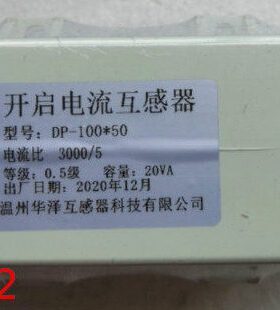 开启电流互感器
型号: DP-100*50
电流比 3000/5
等级: 0.5级 容量: 20VA
出厂日期: 2020年12月
温州华泽互感器科技有限公司
2